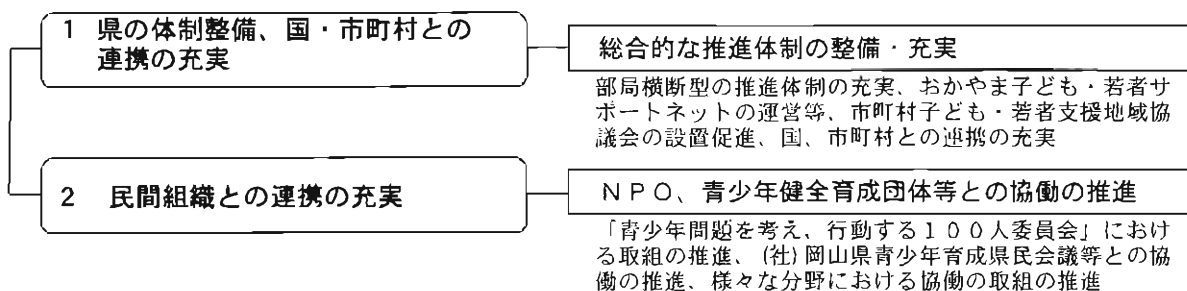 1 県の体制整備、国・市町村との
連携の充実
総合的な推進体制の整備・充実
部局横断型の推進体制の充実、おかやま子ども・若者サ
ポートネットの運営等、市町村子ども・若者支援地域協
議会の設置促進、国、市町村との連携の充実
2 民間組織との連携の充実
NPO、青少年健全育成団体等との協働の推進
「青少年問題を考え、行動する100人委員会」におけ
る取組の推進、(社)岡山県青少年育成県民会議等との協
働の推進、様々な分野における協働の取組の推進